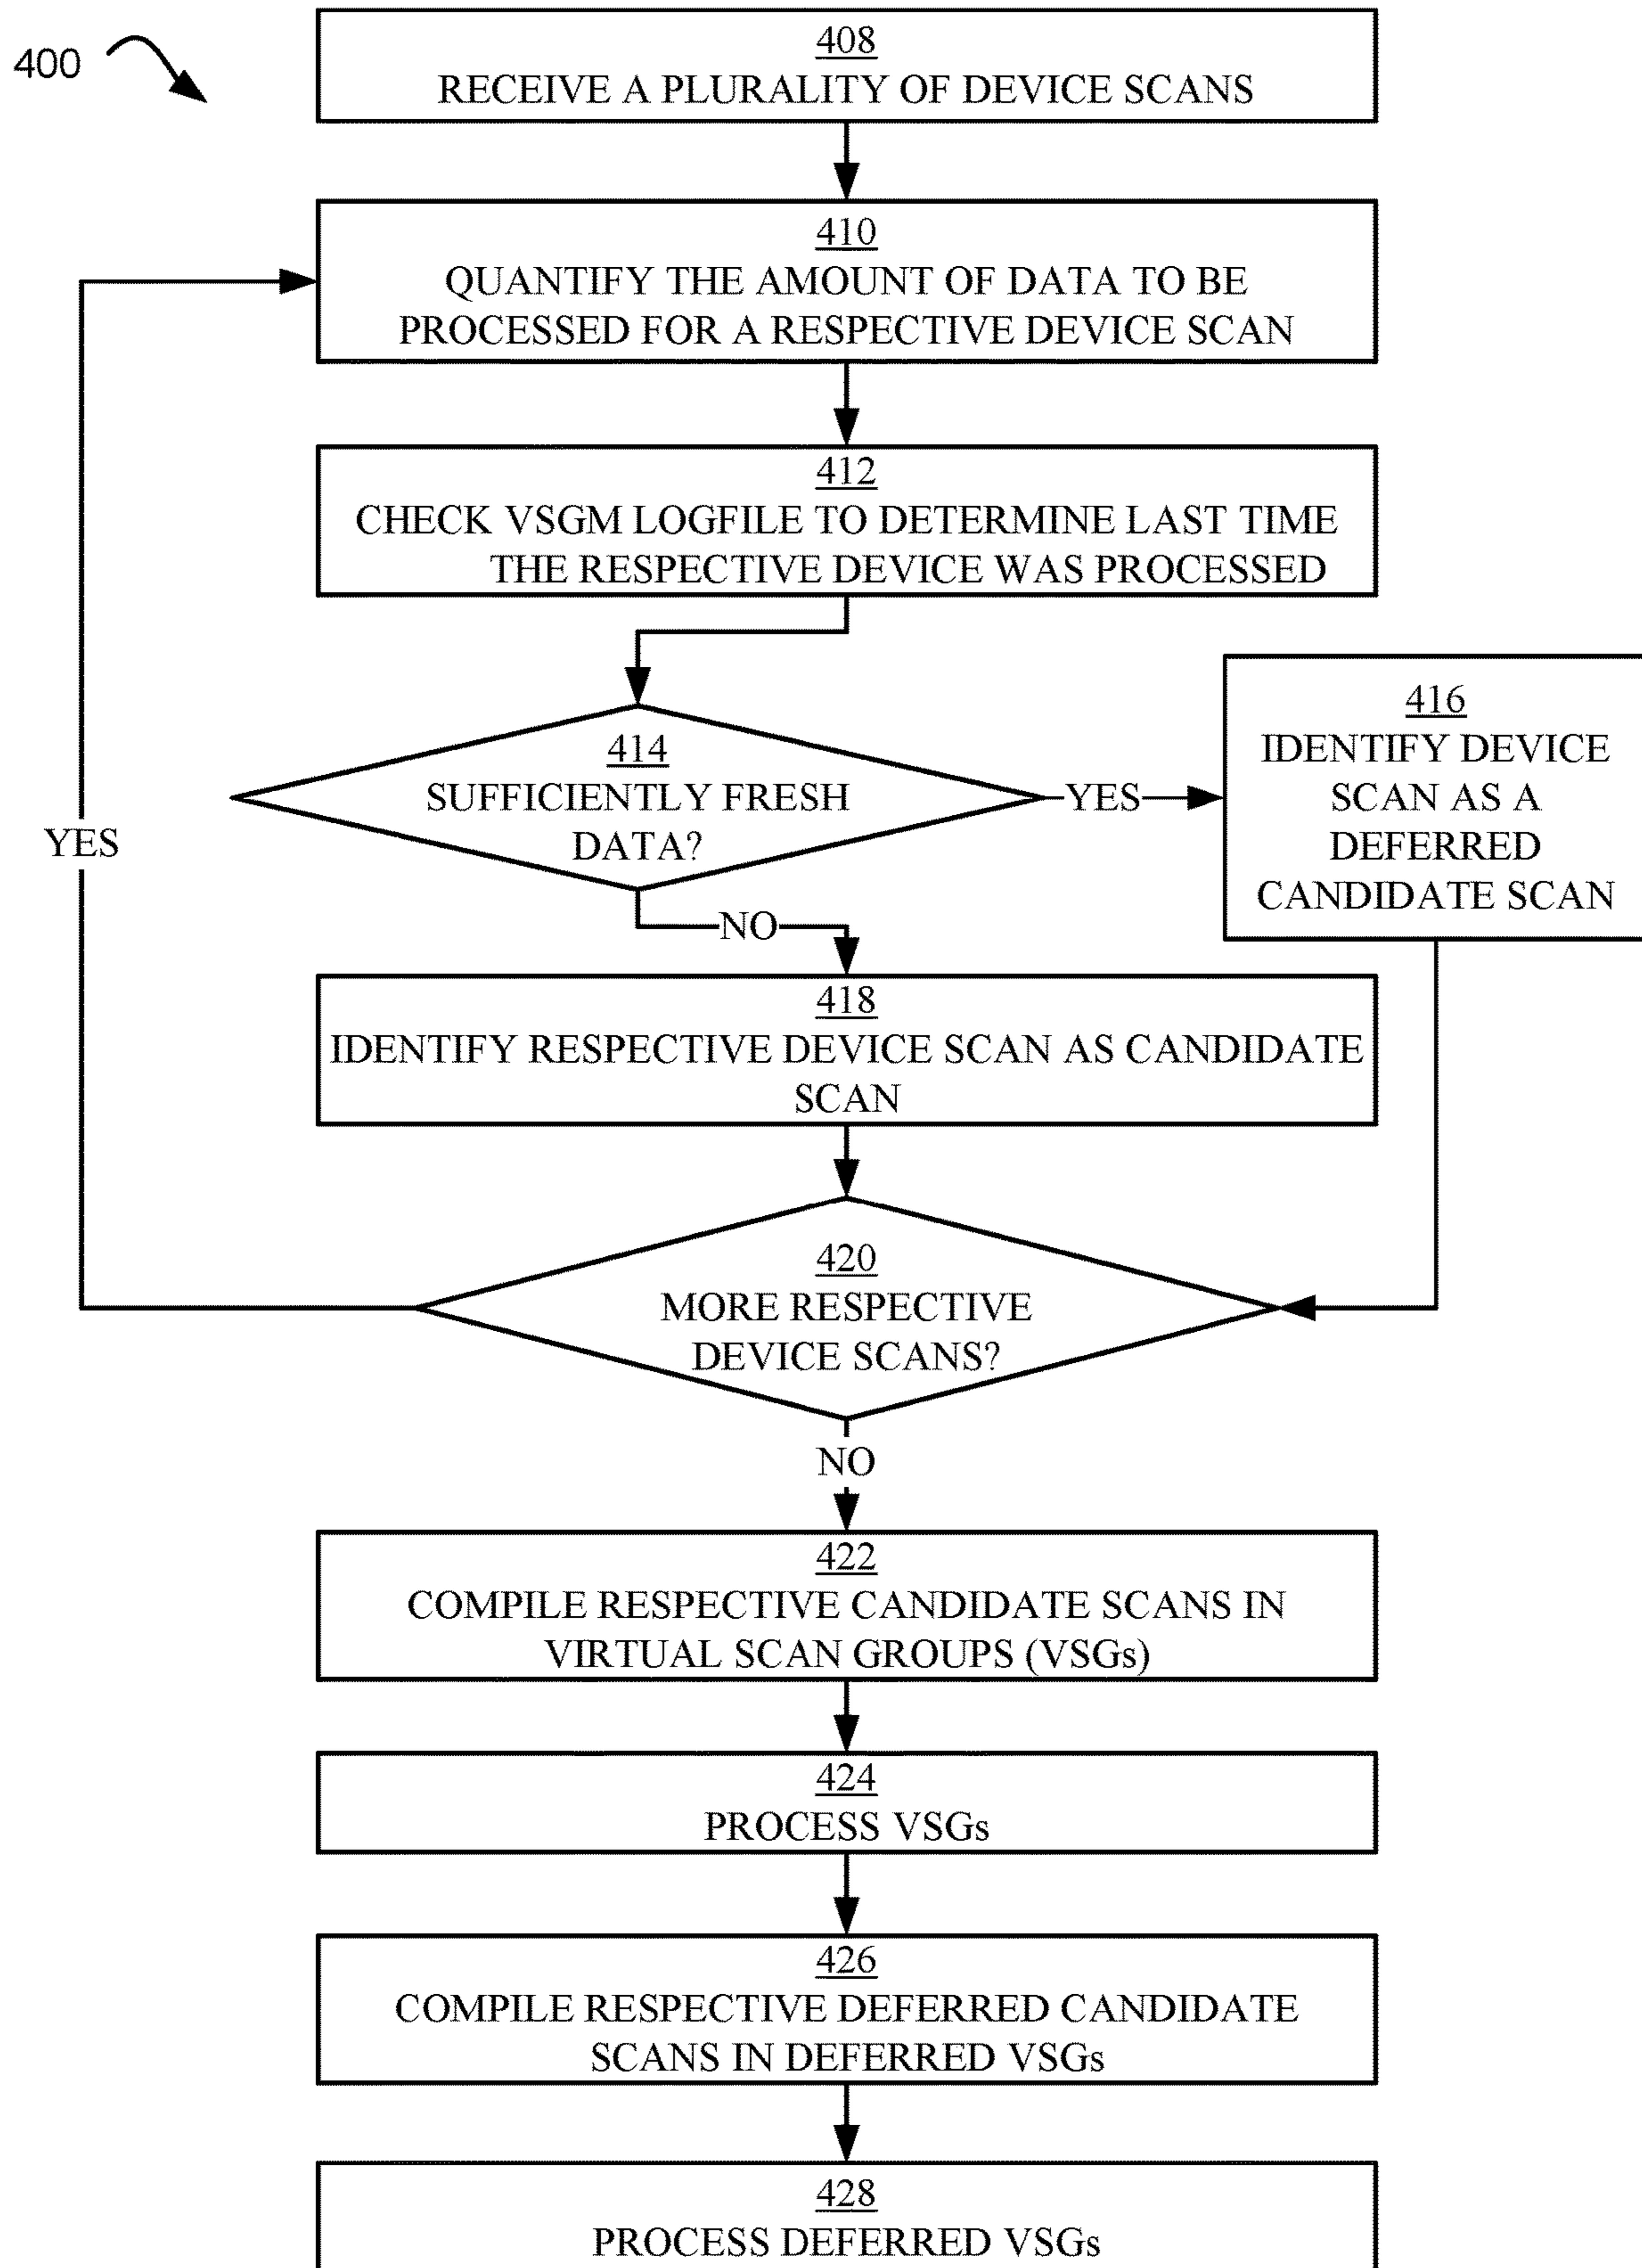 400
408
RECEIVE A PLURALITY OF DEVICE SCANS
410
QUANTIFY THE AMOUNT OF DATA TO BE
PROCESSED FOR A RESPECTIVE DEVICE SCAN
412
CHECK VSGM LOGFILE TO DETERMINE LAST TIME
THE RESPECTIVE DEVICE WAS PROCESSED
414
SUFFICIENTLY FRESH
DATA?
YES
416
IDENTIFY DEVICE
SCAN AS A
DEFERRED
CANDIDATE SCAN
YES
NO
418
IDENTIFY RESPECTIVE DEVICE SCAN AS CANDIDATE
SCAN
420
MORE RESPECTIVE
DEVICE SCANS?
NO
422
COMPILE RESPECTIVE CANDIDATE SCANS IN
VIRTUAL SCAN GROUPS (VSGs)
424
PROCESS VSGs
426
COMPILE RESPECTIVE DEFERRED CANDIDATE
SCANS IN DEFERRED VSGs
428
PROCESS DEFERRED VSGs